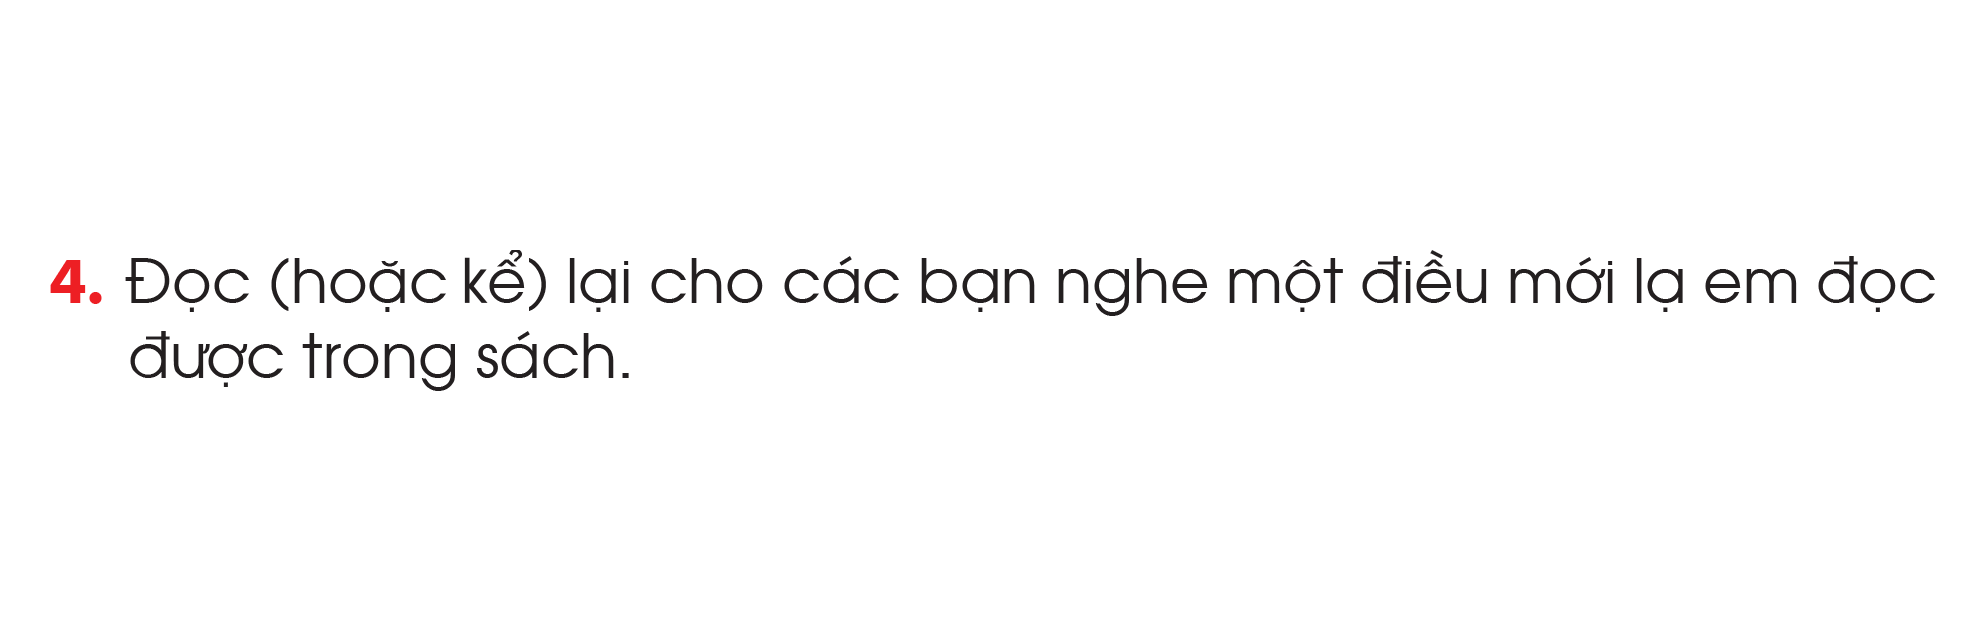 4. Đọc (hoặc kể) lại cho các bạn nghe một điều mới lạ em đọc
được trong sách.